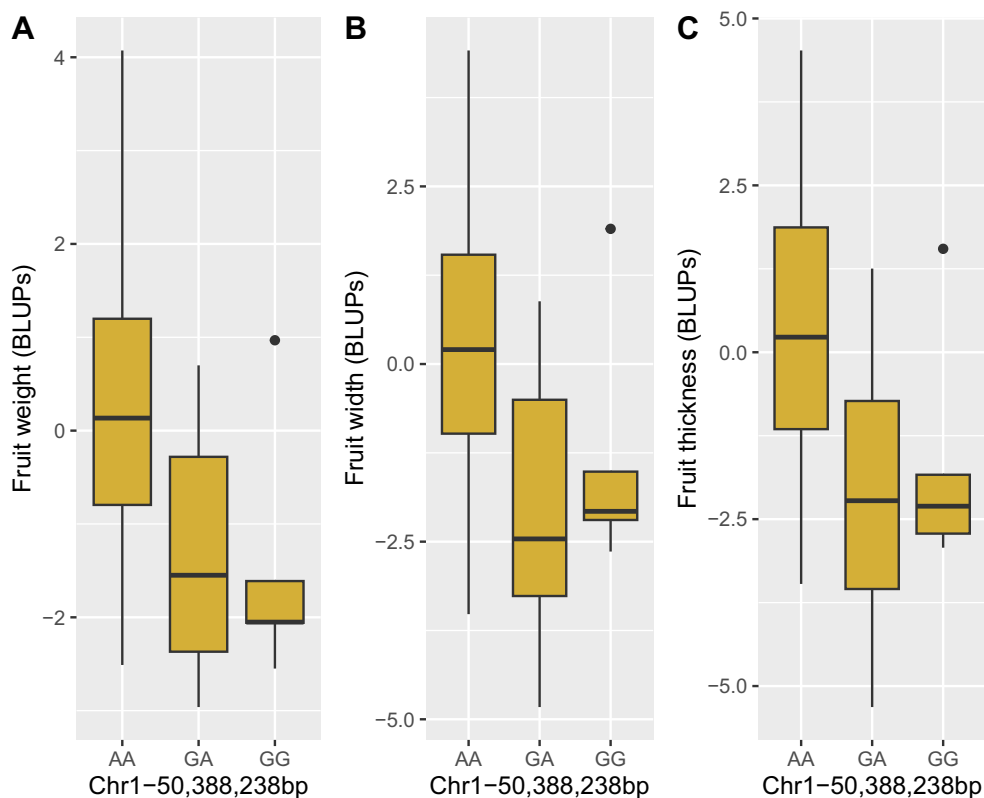 A
Fruit weight (BLUPs)
4
2
0
−2
AA GA GG
Chr1−50,388,238bp
B
Fruit width (BLUPs)
2.5
0.0
−2.5
−5.0
AA GA GG
Chr1−50,388,238bp
C
Fruit thickness (BLUPs)
5.0
2.5
0.0
−2.5
−5.0
AA GA GG
Chr1−50,388,238bp